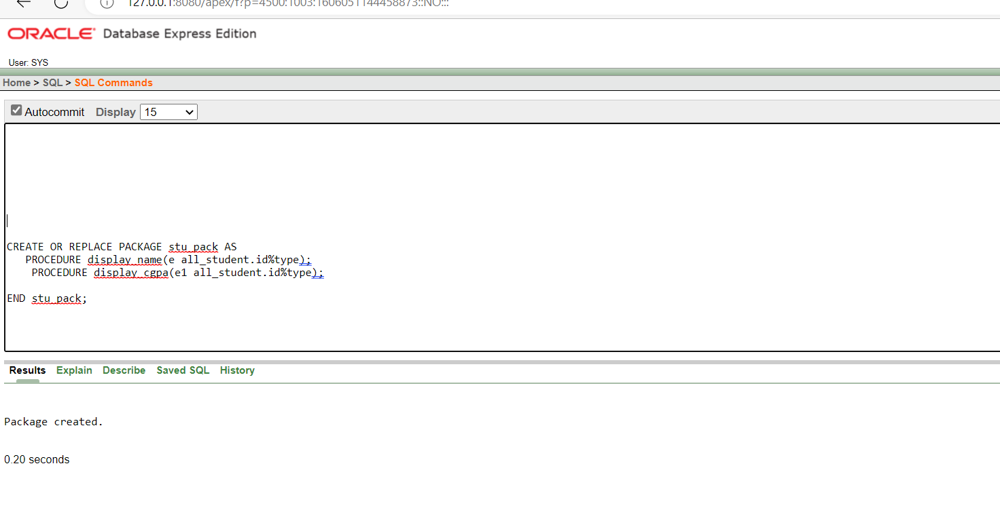 127.0.0.1:8080/apex/f?p=4500:1003:1606051144458873::NO:::
ORACLE Database Express Edition
User: SYS
Home > SQL > SQL Commands
Autocommit Display 15
CREATE OR REPLACE PACKAGE stu_pack AS
PROCEDURE display_name(e all_student.id%type);
PROCEDURE display_cgpa(e1 all_student.id%type);
END stu_pack;
Results Explain Describe Saved SQL History
Package created.
0.20 seconds